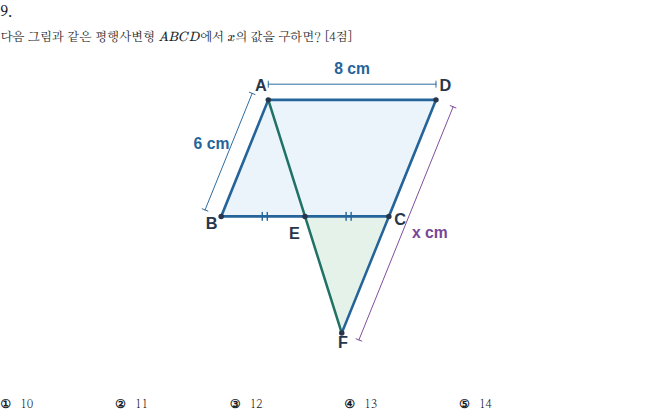 9.
다음 그림과 같은 평행사변형 ABCD에서 x의 값을 구하면? [4점]
8 cm
A
D
6 cm
B
C
E
x cm
F
① 10 ② 11 ③ 12 ④ 13 ⑤ 14